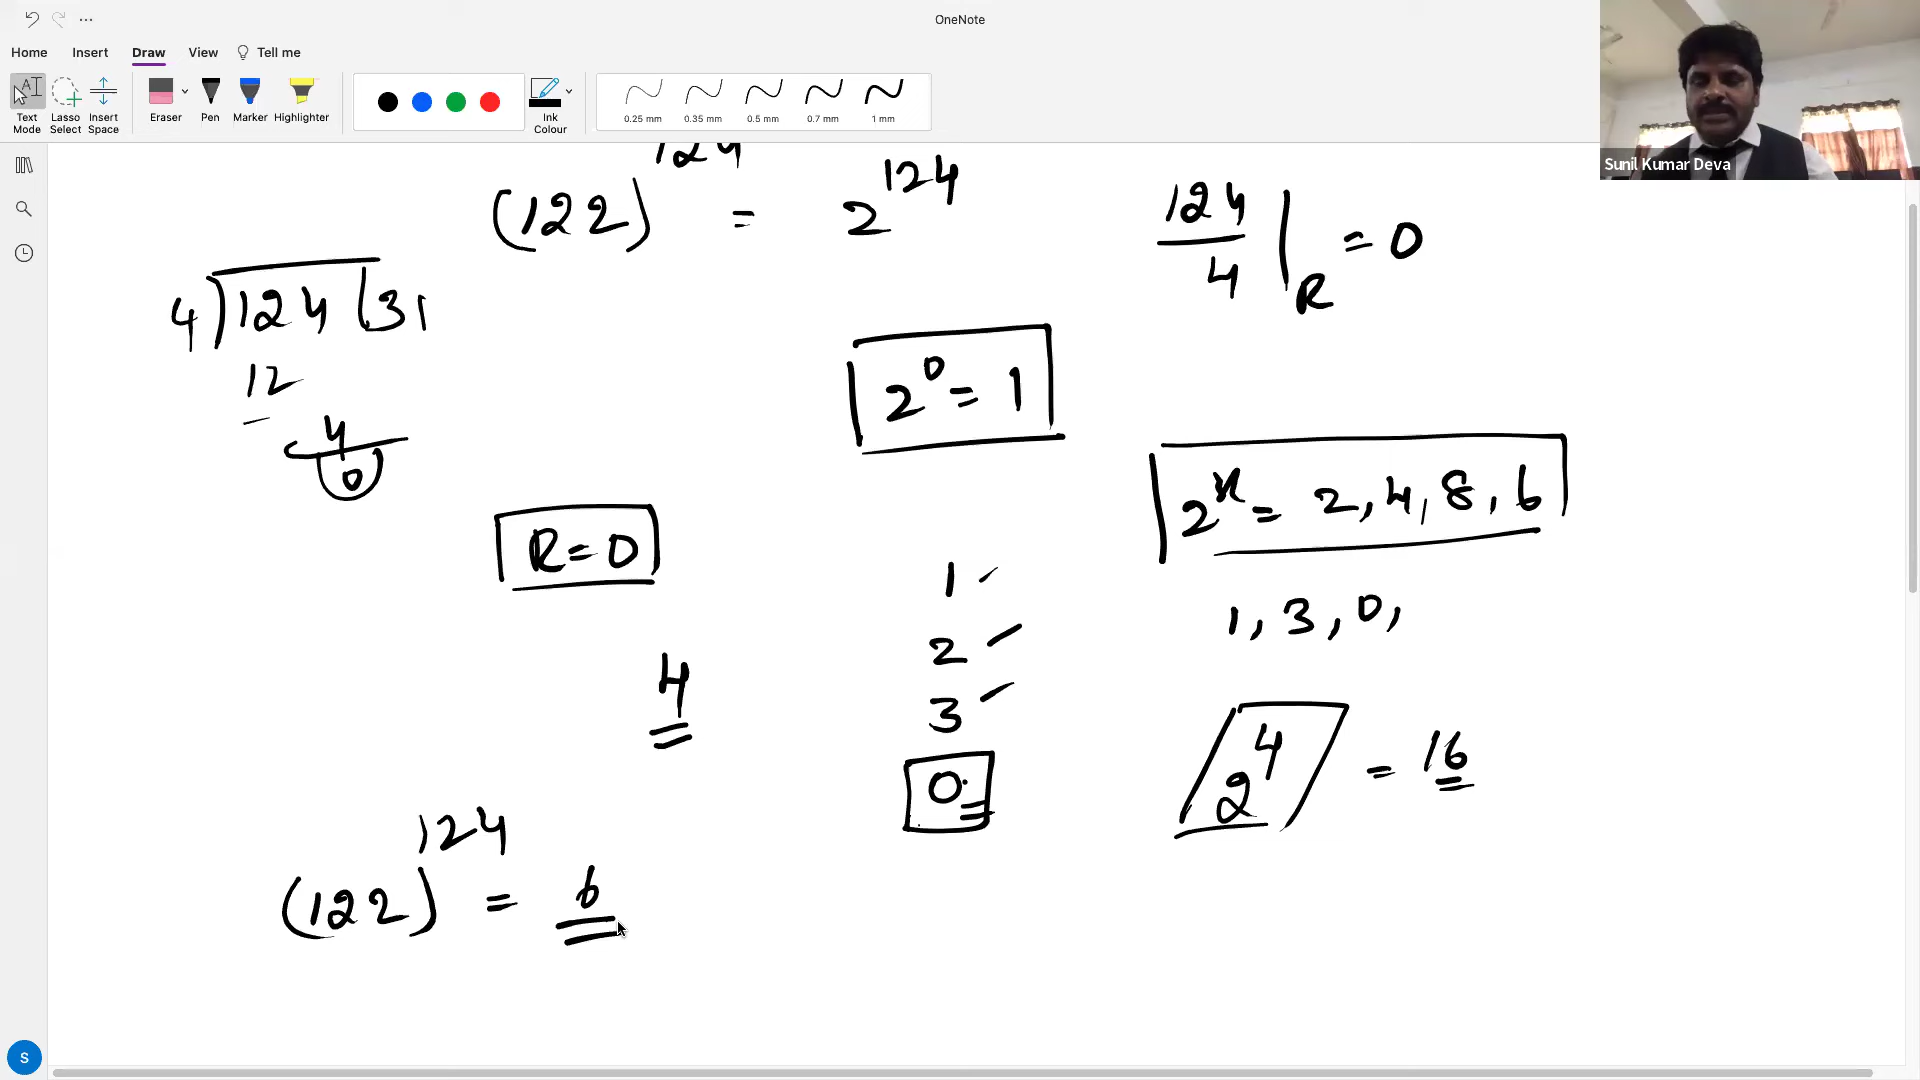 OneNote
Home Insert Draw View Tell me
Text Mode
Lasso Select
Insert Space
Eraser
Pen
Marker
Highlighter
Ink Colour
0.25 mm
0.35 mm
0.5 mm
0.7 mm
1 mm
Sunil Kumar Deva
(122)^124 = 2^124
124/4 |R = 0
4)124(31
12
4
0
2^0 = 1
2^x = 2, 4, 8, 6
R = 0
1, 3, 0,
1
2
3
0
4
2^4 = 16
(122)^124 = 6
S